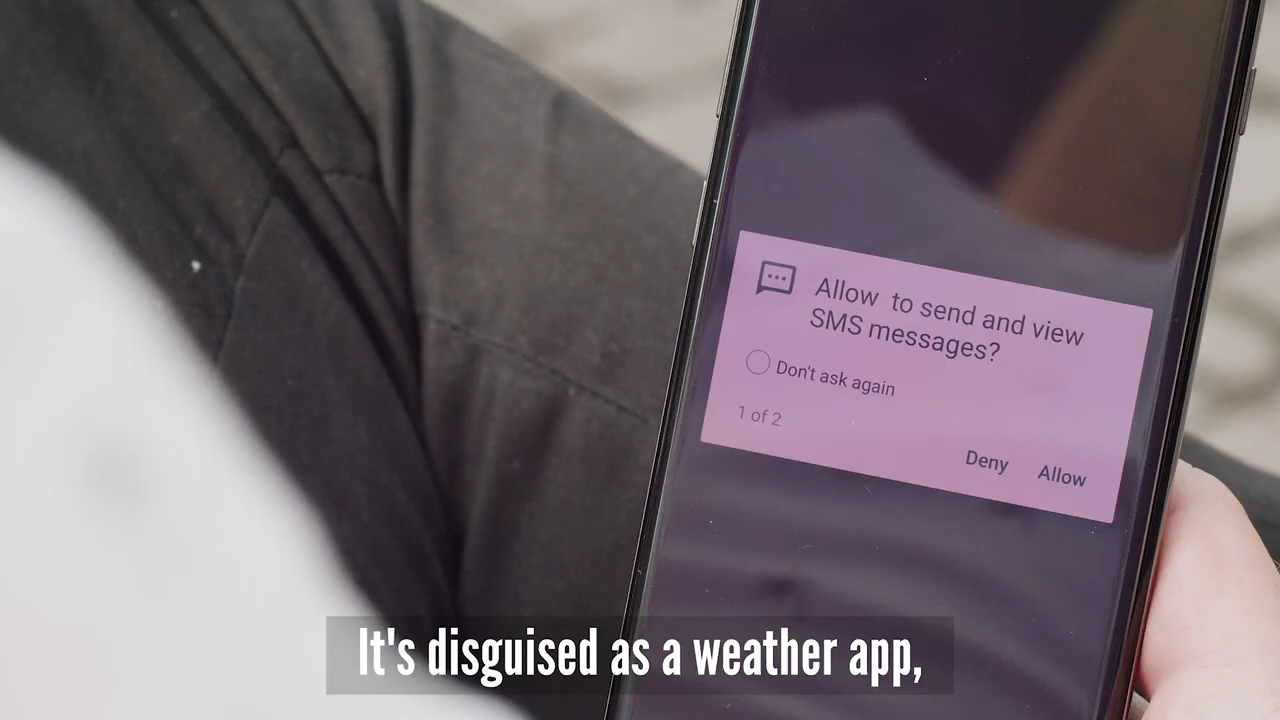 Allow  to send and view
SMS messages?
Don't ask again
1 of 2
Deny Allow
It's disguised as a weather app,